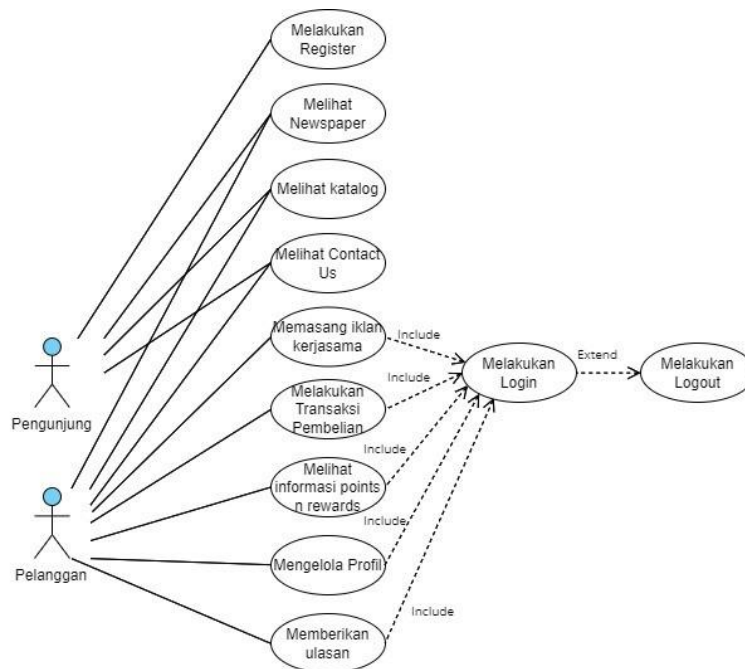 Melakukan
Register
Melihat
Newspaper
Melihat katalog
Melihat Contact
Us
Memasang iklan
kerjasama
Include
Melakukan
Login
Extend
Melakukan
Logout
Pengunjung
Melakukan
Transaksi
Pembelian
Include
Melihat
informasi points
n rewards
Include
Include
Pelanggan
Mengelola Profil
Include
Memberikan
ulasan